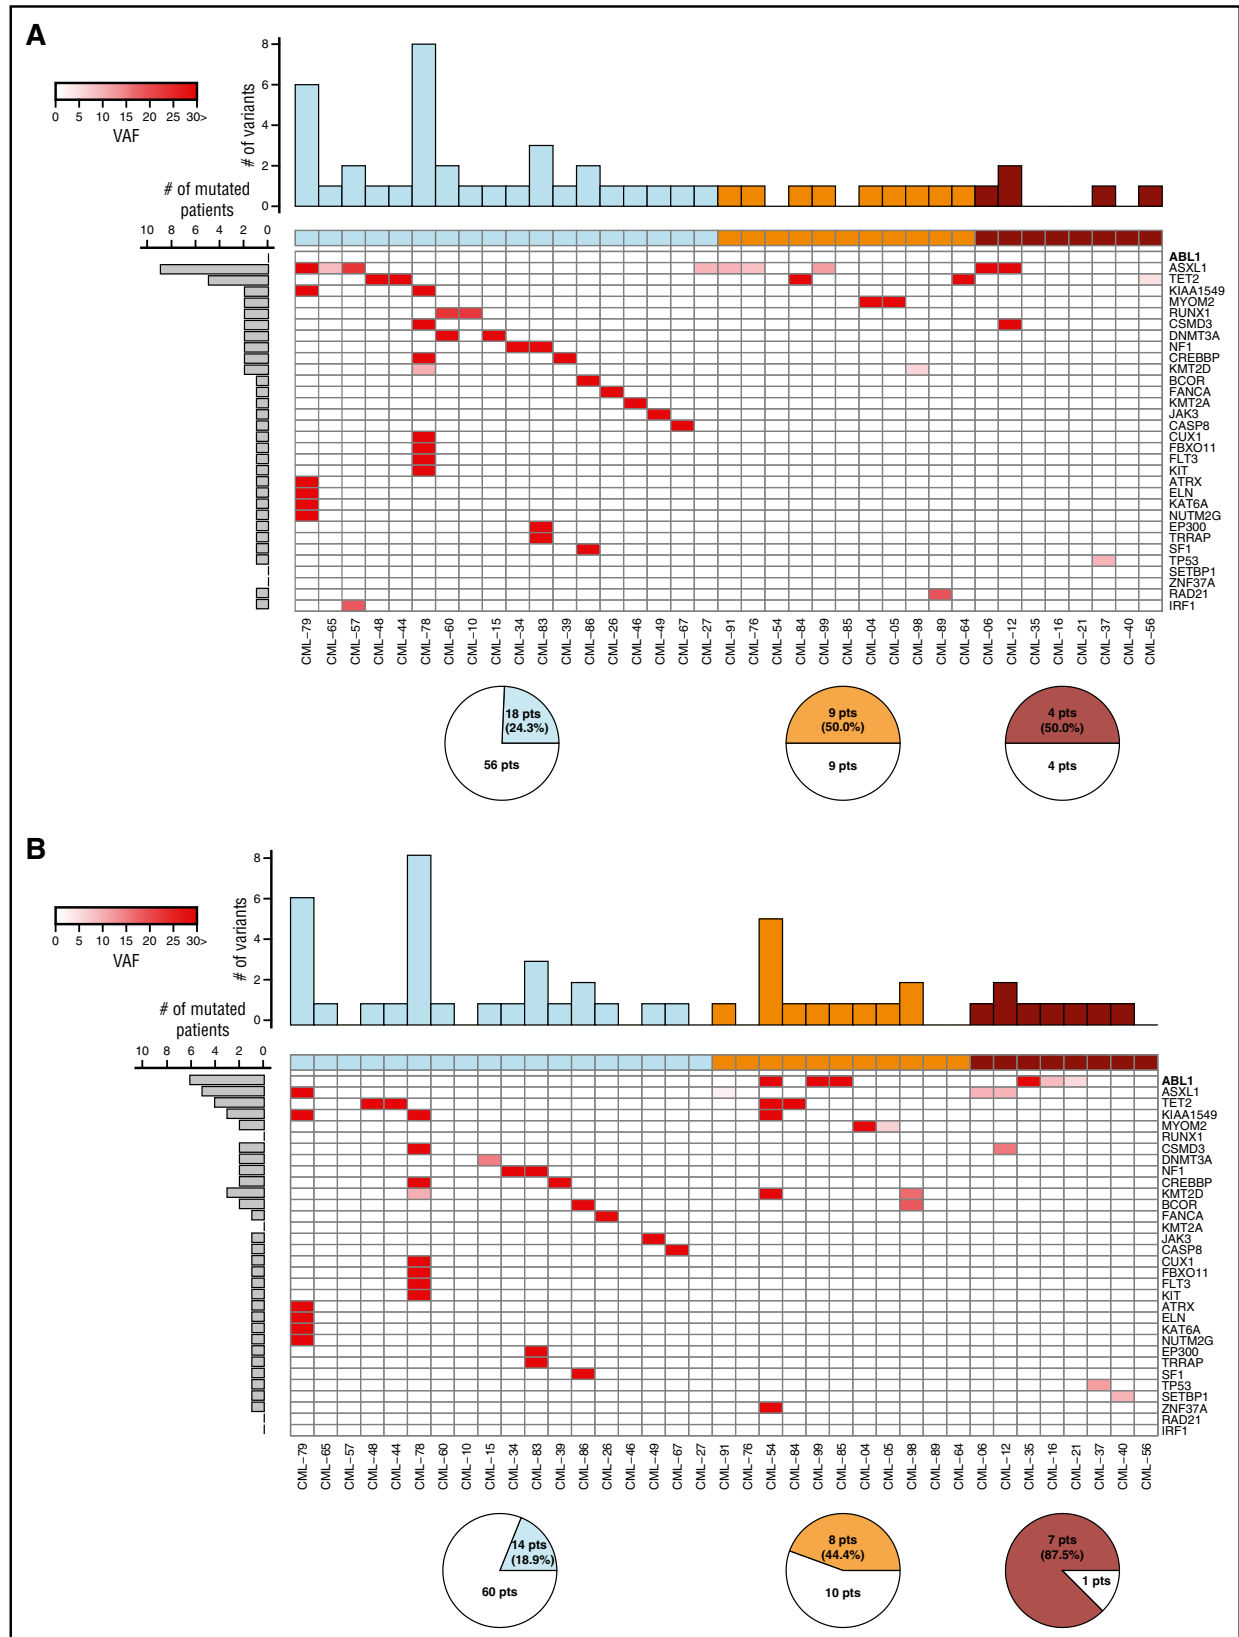 A
8
6
4
2
0
# of variants
0 5 10 15 20 25 30>
VAF
# of mutated
patients
10 8 6 4 2 0
ABL1
ASXL1
TET2
KIAA1549
MYOM2
RUNX1
CSMD3
DNMT3A
NF1
CREBBP
KMT2D
BCOR
FANCA
KMT2A
JAK3
CASP8
CUX1
FBXO11
FLT3
KIT
ATRX
ELN
KAT6A
NUTM2G
EP300
TRRAP
SF1
TP53
SETBP1
ZNF37A
RAD21
IRF1
CML-79 CML-65 CML-57 CML-48 CML-44 CML-78 CML-60 CML-10 CML-15 CML-34 CML-83 CML-39 CML-86 CML-26 CML-46 CML-49 CML-67 CML-27 CML-91 CML-76 CML-54 CML-84 CML-99 CML-85 CML-04 CML-05 CML-98 CML-89 CML-64 CML-06 CML-12 CML-35 CML-16 CML-21 CML-37 CML-40 CML-56
18 pts
(24.3%)
56 pts
9 pts
(50.0%)
9 pts
4 pts
(50.0%)
4 pts
B
8
6
4
2
0
# of variants
0 5 10 15 20 25 30>
VAF
# of mutated
patients
10 8 6 4 2 0
ABL1
ASXL1
TET2
KIAA1549
MYOM2
RUNX1
CSMD3
DNMT3A
NF1
CREBBP
KMT2D
BCOR
FANCA
KMT2A
JAK3
CASP8
CUX1
FBXO11
FLT3
KIT
ATRX
ELN
KAT6A
NUTM2G
EP300
TRRAP
SF1
TP53
SETBP1
ZNF37A
RAD21
IRF1
CML-79 CML-65 CML-57 CML-48 CML-44 CML-78 CML-60 CML-10 CML-15 CML-34 CML-83 CML-39 CML-86 CML-26 CML-46 CML-49 CML-67 CML-27 CML-91 CML-76 CML-54 CML-84 CML-99 CML-85 CML-04 CML-05 CML-98 CML-89 CML-64 CML-06 CML-12 CML-35 CML-16 CML-21 CML-37 CML-40 CML-56
14 pts
(18.9%)
60 pts
8 pts
(44.4%)
10 pts
7 pts
(87.5%)
1 pts